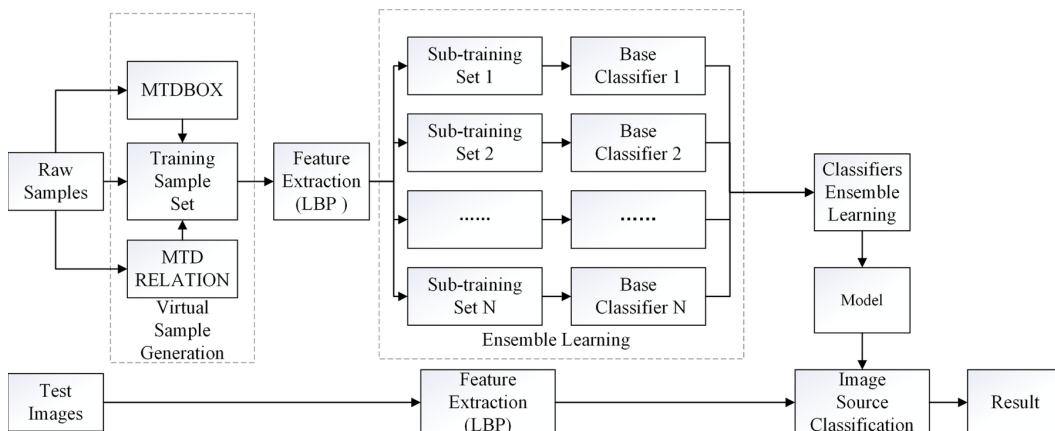 MTDBOX
Raw
Samples
Training
Sample
Set
MTD
RELATION
Virtual
Sample
Generation
Feature
Extraction
(LBP )
Sub-training
Set 1
Base
Classifier 1
Sub-training
Set 2
Base
Classifier 2
......
......
Sub-training
Set N
Base
Classifier N
Ensemble Learning
Classifiers
Ensemble
Learning
Model
Test
Images
Feature
Extraction
(LBP)
Image
Source
Classification
Result